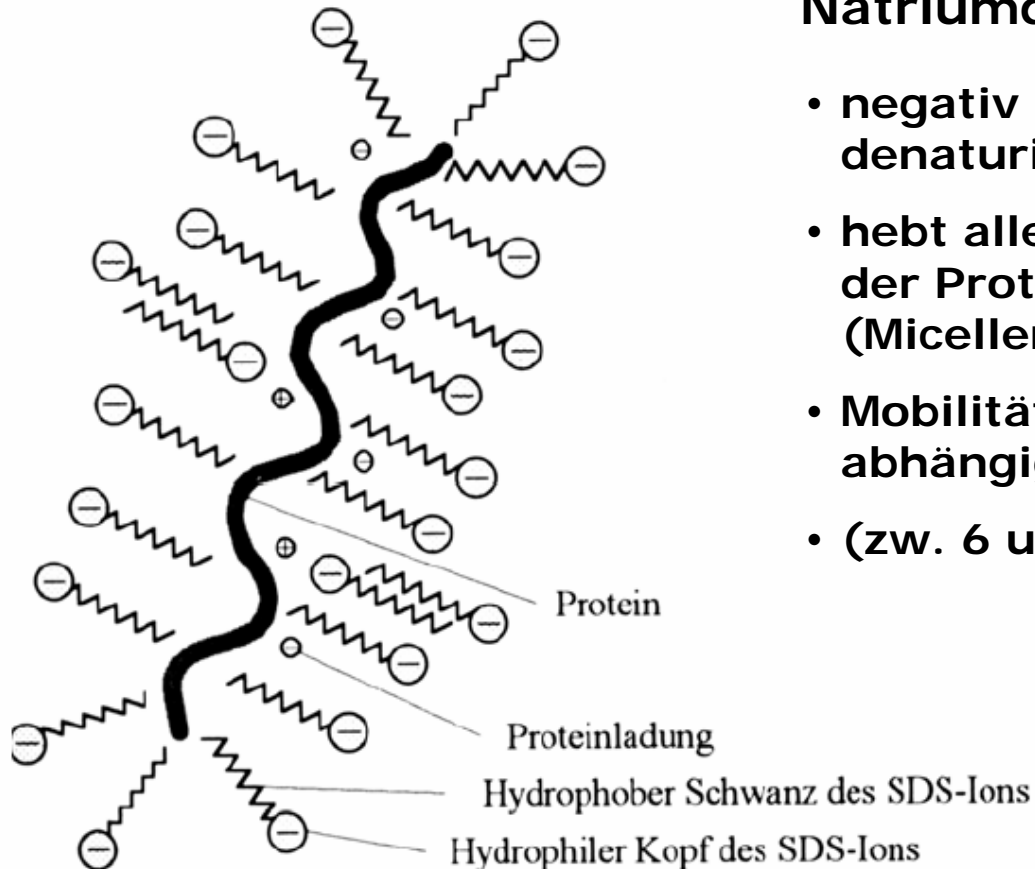 Natriumd
• negativ
denaturi
• hebt alle
der Prot
(Micellen
• Mobilität
abhängig
• (zw. 6 u
Protein
Proteinladung
Hydrophober Schwanz des SDS-Ions
Hydrophiler Kopf des SDS-Ions